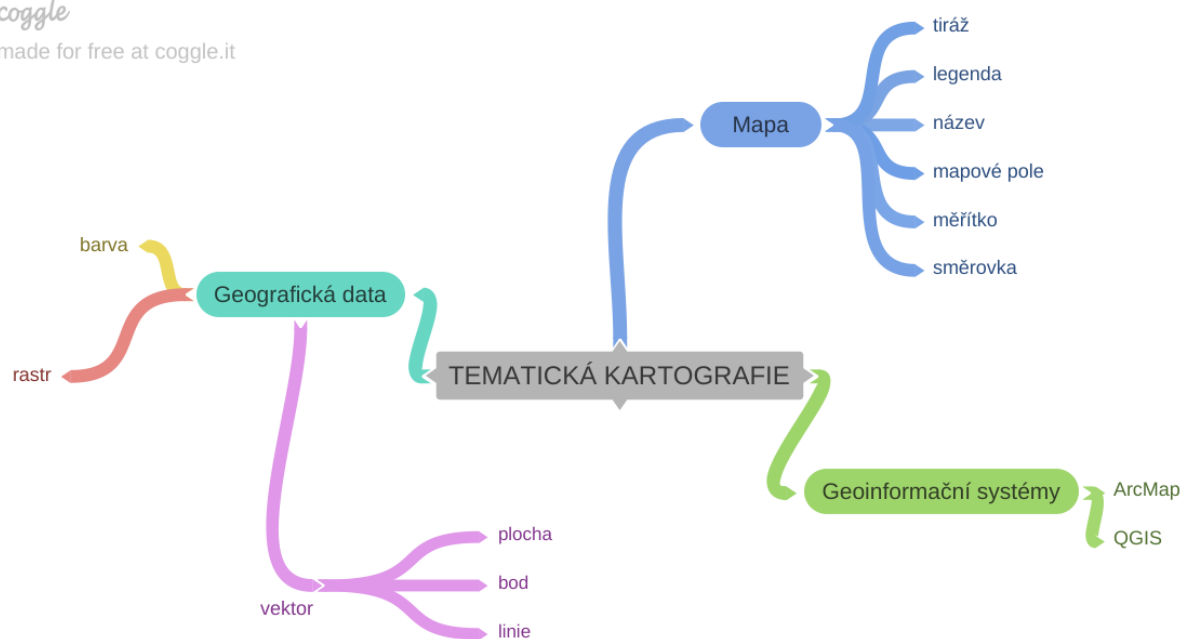 coggle
made for free at coggle.it
tiráž
legenda
Mapa
název
mapové pole
měřítko
směrovka
barva
Geografická data
rastr
TEMATICKÁ KARTOGRAFIE
Geoinformační systémy
ArcMap
QGIS
plocha
bod
vektor
linie